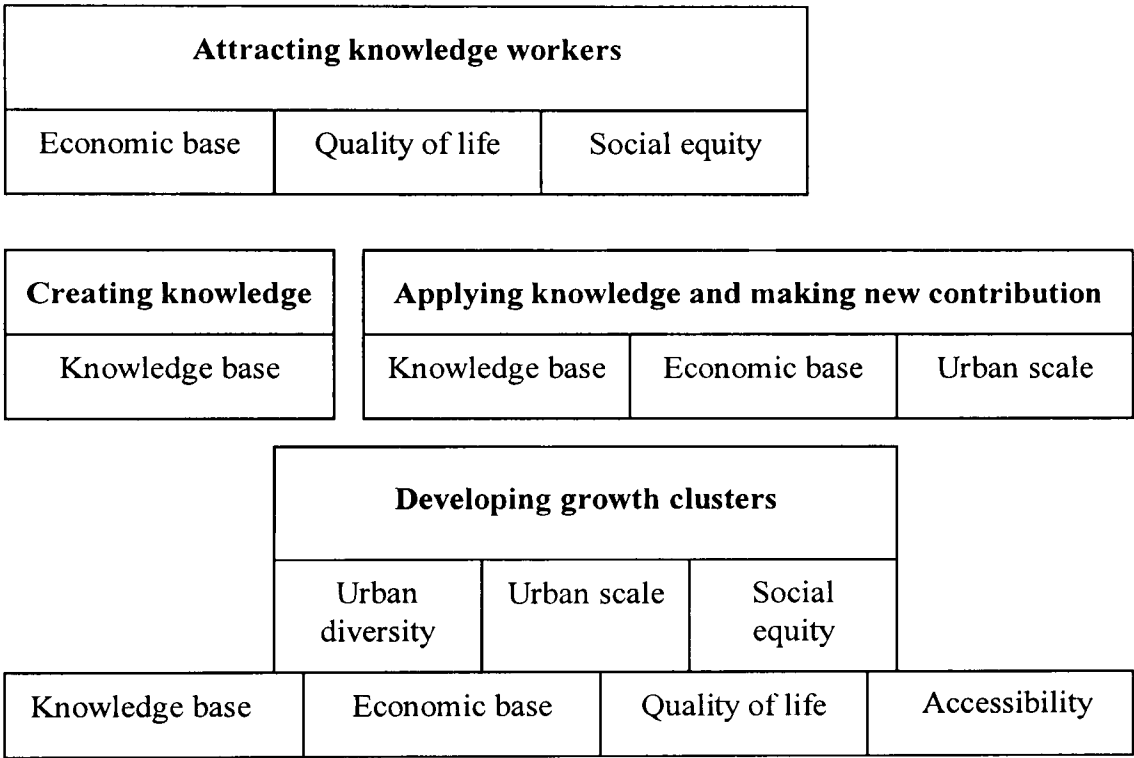 Attracting knowledge workers
Economic base
Quality of life
Social equity
Creating knowledge
Knowledge base
Applying knowledge and making new contribution
Knowledge base
Economic base
Urban scale
Developing growth clusters
Urban
diversity
Urban scale
Social
equity
Knowledge base
Economic base
Quality of life
Accessibility